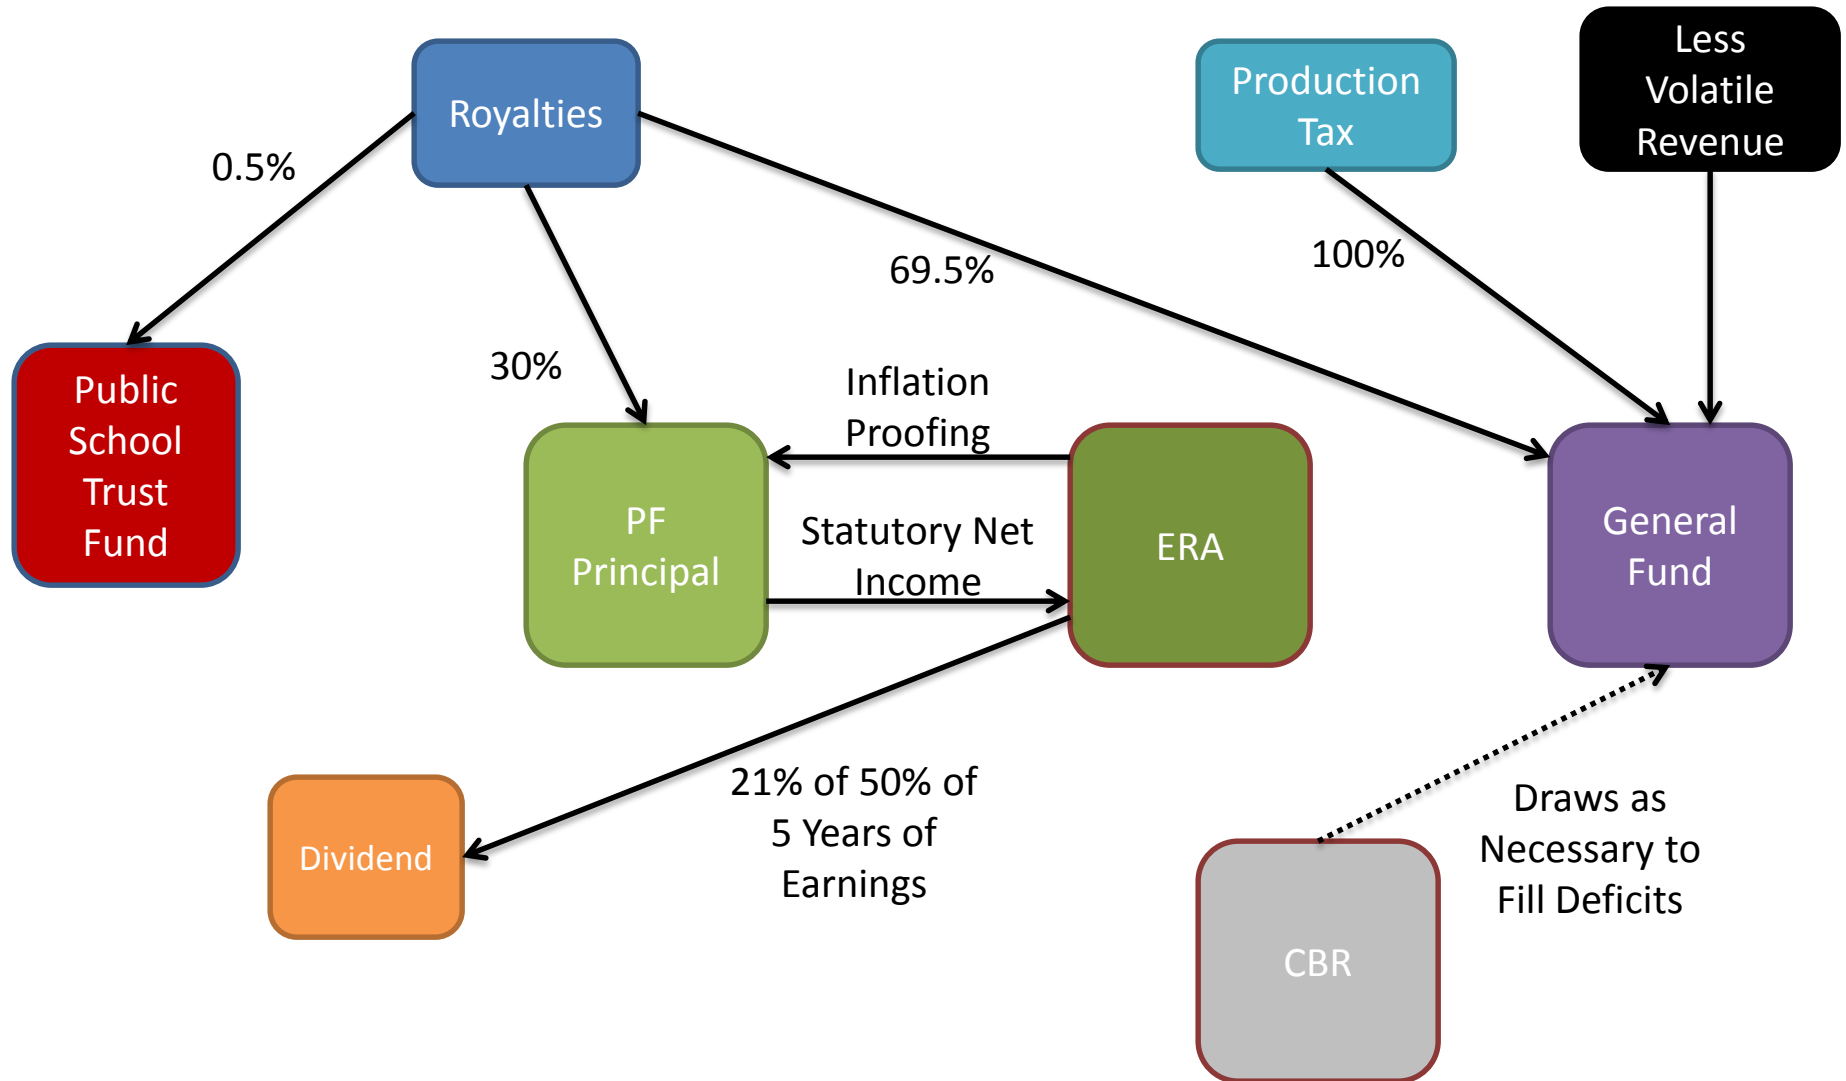 Royalties
Production
Tax
Less
Volatile
Revenue
0.5%
30%
69.5%
100%
Public
School
Trust
Fund
PF
Principal
Inflation
Proofing
Statutory Net
Income
ERA
General
Fund
Dividend
21% of 50% of
5 Years of
Earnings
CBR
Draws as
Necessary to
Fill Deficits